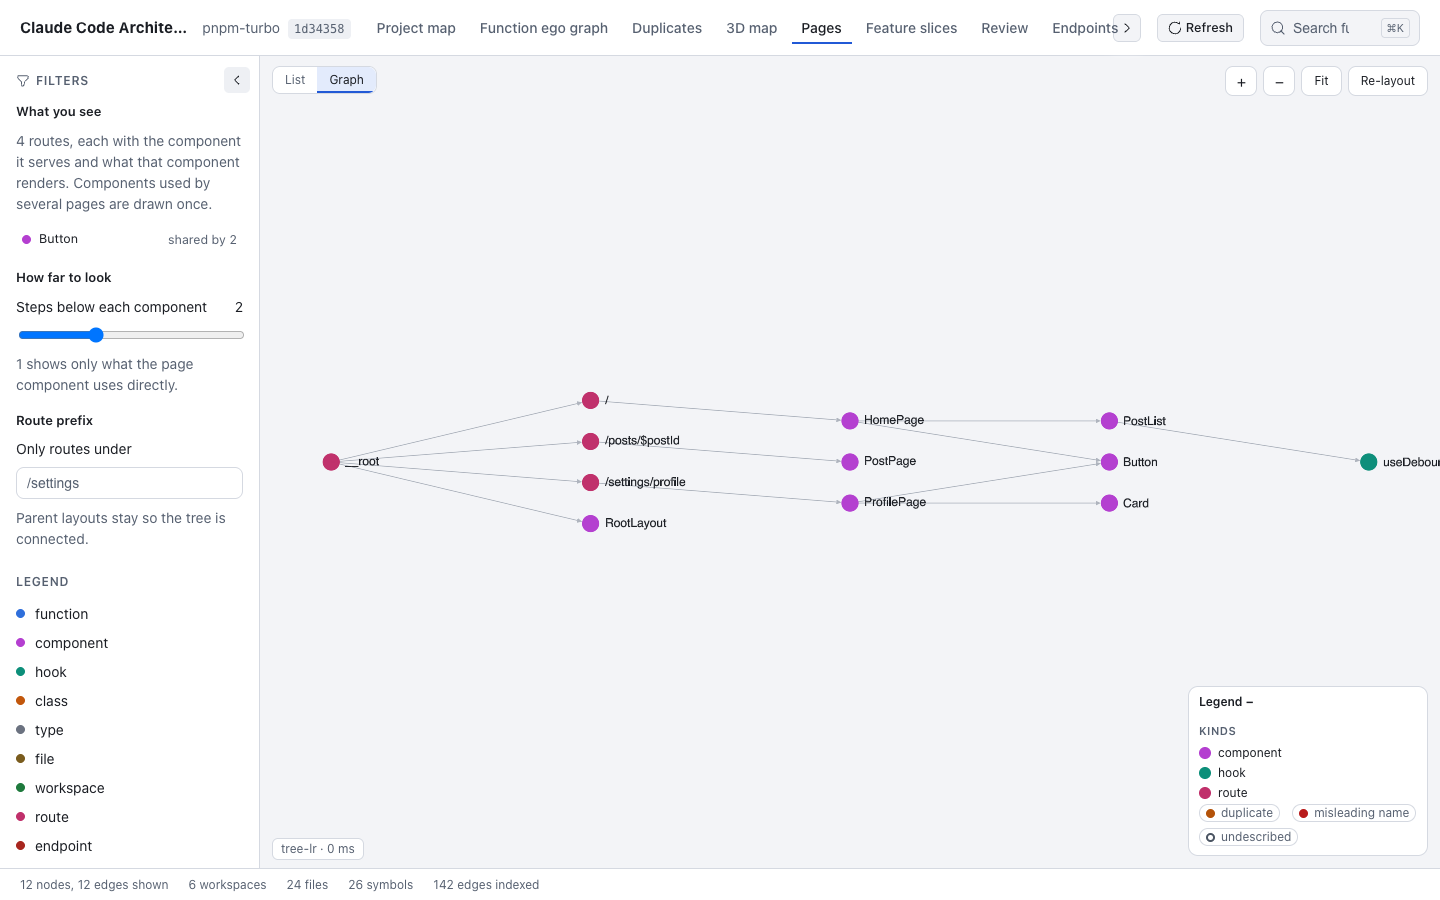 Claude Code Archite...
pnpm-turbo
1d34358
Project map
Function ego graph
Duplicates
3D map
Pages
Feature slices
Review
Endpoints
Refresh
⌘K
FILTERS
What you see
4 routes, each with the component
it serves and what that component
renders. Components used by
several pages are drawn once.
Button
shared by 2
How far to look
Steps below each component
2
1 shows only what the page
component uses directly.
Route prefix
Only routes under
/settings
Parent layouts stay so the tree is
connected.
LEGEND
function
component
hook
class
type
file
workspace
route
endpoint
List
Graph
+
−
Fit
Re-layout
__root
/
/posts/$postId
/settings/profile
RootLayout
HomePage
PostPage
ProfilePage
PostList
Button
Card
Legend –
KINDS
component
hook
route
duplicate
misleading name
undescribed
tree-lr · 0 ms
12 nodes, 12 edges shown
6 workspaces
24 files
26 symbols
142 edges indexed